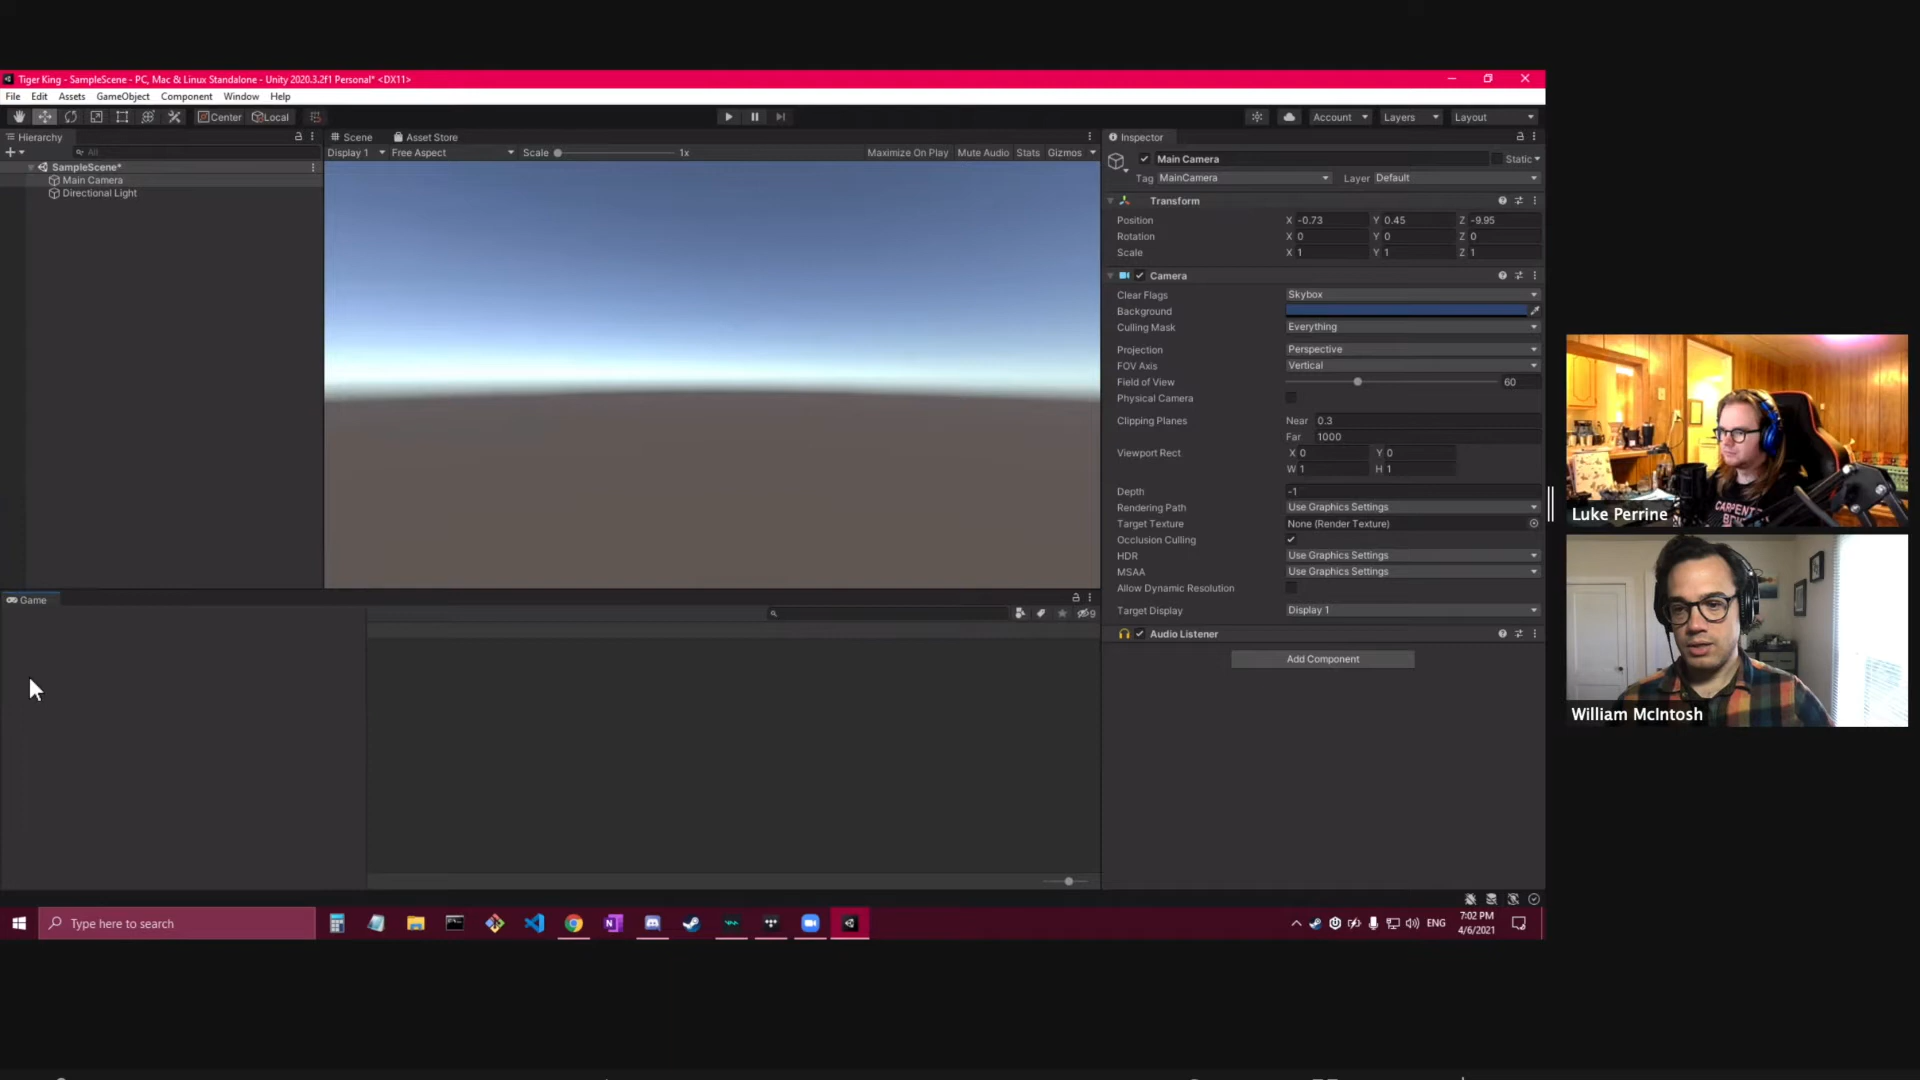 Tiger King - SampleScene - PC, Mac & Linux Standalone - Unity 2020.3.2f1 Personal* <DX11>
File Edit Assets GameObject Component Window Help
Center Local Account Layers Layout
Hierarchy
All
SampleScene*
Main Camera
Directional Light
Scene Asset Store
Display 1 Free Aspect Scale 1x Maximize On Play Mute Audio Stats Gizmos
Game
9
Inspector
Main Camera Static
Tag MainCamera Layer Default
Transform
Position X -0.73 Y 0.45 Z -9.95
Rotation X 0 Y 0 Z 0
Scale X 1 Y 1 Z 1
Camera
Clear Flags Skybox
Background
Culling Mask Everything
Projection Perspective
FOV Axis Vertical
Field of View 60
Physical Camera
Clipping Planes Near 0.3
Far 1000
Viewport Rect X 0 Y 0
W 1 H 1
Depth -1
Rendering Path Use Graphics Settings
Target Texture None (Render Texture)
Occlusion Culling
HDR Use Graphics Settings
MSAA Use Graphics Settings
Allow Dynamic Resolution
Target Display Display 1
Audio Listener
Add Component
Luke Perrine
William McIntosh
Type here to search
ENG
7:02 PM
4/6/2021